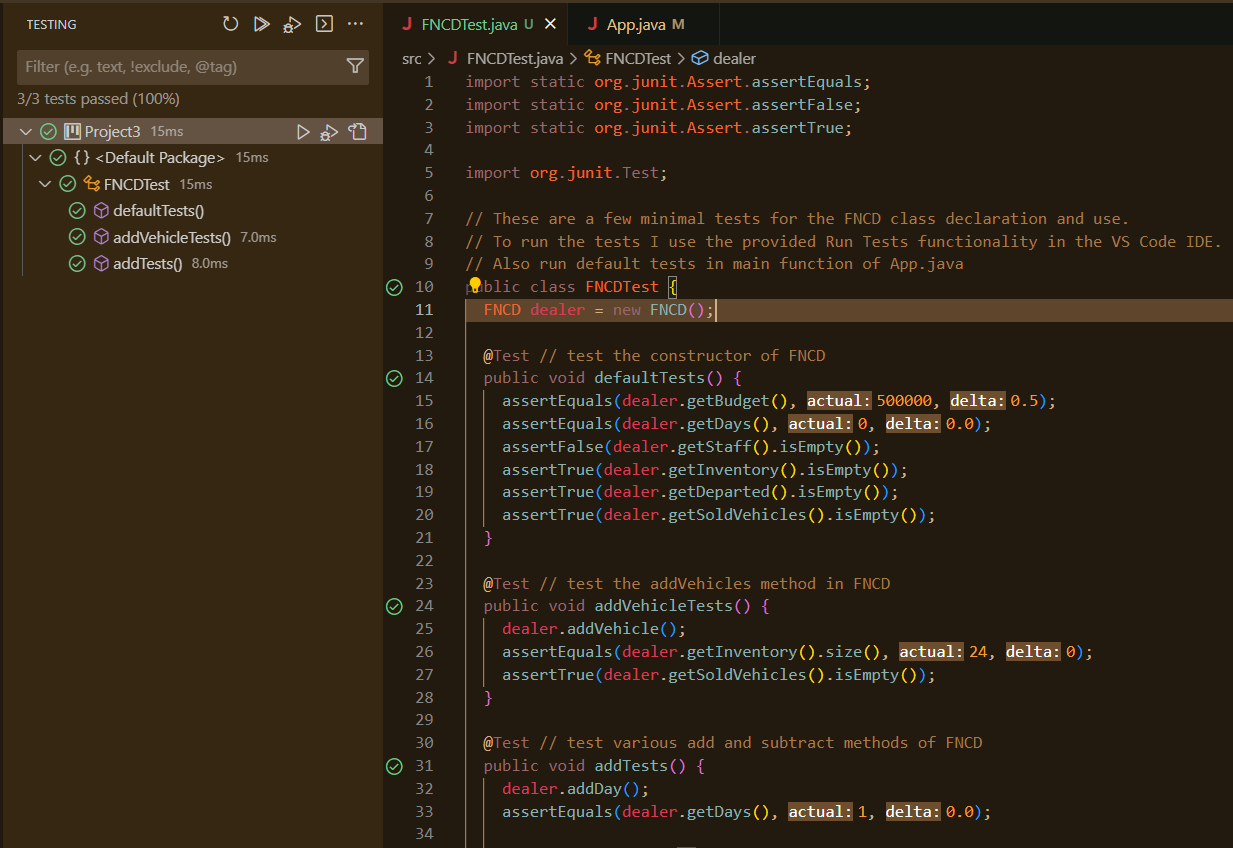 TESTING
Filter (e.g. text, !exclude, @tag)
3/3 tests passed (100%)
Project3 15ms
{} <Default Package> 15ms
FNCDTest 15ms
defaultTests()
addVehicleTests() 7.0ms
addTests() 8.0ms
J FNCDTest.java U J App.java M
src > J FNCDTest.java > FNCDTest > dealer
1 import static org.junit.Assert.assertEquals;
2 import static org.junit.Assert.assertFalse;
3 import static org.junit.Assert.assertTrue;
4
5 import org.junit.Test;
6
7 // These are a few minimal tests for the FNCD class declaration and use.
8 // To run the tests I use the provided Run Tests functionality in the VS Code IDE.
9 // Also run default tests in main function of App.java
10 public class FNCDTest {
11 FNCD dealer = new FNCD();
12
13 @Test // test the constructor of FNCD
14 public void defaultTests() {
15 assertEquals(dealer.getBudget(), actual: 500000, delta: 0.5);
16 assertEquals(dealer.getDays(), actual: 0, delta: 0.0);
17 assertFalse(dealer.getStaff().isEmpty());
18 assertTrue(dealer.getInventory().isEmpty());
19 assertTrue(dealer.getDeparted().isEmpty());
20 assertTrue(dealer.getSoldVehicles().isEmpty());
21 }
22
23 @Test // test the addVehicles method in FNCD
24 public void addVehicleTests() {
25 dealer.addVehicle();
26 assertEquals(dealer.getInventory().size(), actual: 24, delta: 0);
27 assertTrue(dealer.getSoldVehicles().isEmpty());
28 }
29
30 @Test // test various add and subtract methods of FNCD
31 public void addTests() {
32 dealer.addDay();
33 assertEquals(dealer.getDays(), actual: 1, delta: 0.0);
34